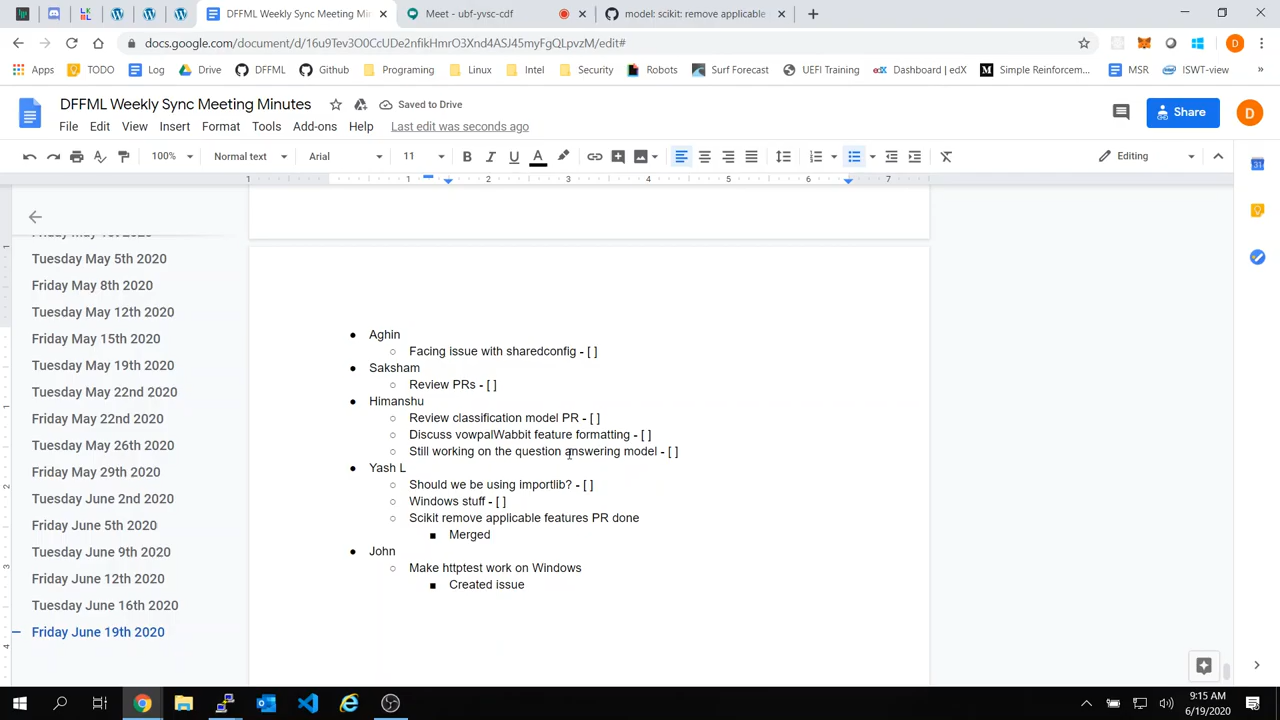 DFFML Weekly Sync Meeting Min
Meet - ubf-yvsc-cdf
model: scikit: remove applicable
docs.google.com/document/d/16u9Tev3O0CcUDe2nfikHmrO3Xnd4ASJ45myFgQLpvzM/edit#
Apps TODO Log Drive DFFML Github Programing Linux Intel Security Robots Surf Forecast UEFI Training Dashboard | edX Simple Reinforcem... MSR ISWT-view
DFFML Weekly Sync Meeting Minutes
Saved to Drive
Share
D
File Edit View Insert Format Tools Add-ons Help Last edit was seconds ago
100% Normal text Arial 11 Editing
1 1 2 3 4 5 6 7
Tuesday May 5th 2020
Friday May 8th 2020
Tuesday May 12th 2020
Friday May 15th 2020
Tuesday May 19th 2020
Tuesday May 22nd 2020
Friday May 22nd 2020
Tuesday May 26th 2020
Friday May 29th 2020
Tuesday June 2nd 2020
Friday June 5th 2020
Tuesday June 9th 2020
Friday June 12th 2020
Tuesday June 16th 2020
Friday June 19th 2020
Aghin
Facing issue with sharedconfig - [ ]
Saksham
Review PRs - [ ]
Himanshu
Review classification model PR - [ ]
Discuss vowpalWabbit feature formatting - [ ]
Still working on the question answering model - [ ]
Yash L
Should we be using importlib? - [ ]
Windows stuff - [ ]
Scikit remove applicable features PR done
Merged
John
Make httptest work on Windows
Created issue
9:15 AM
6/19/2020